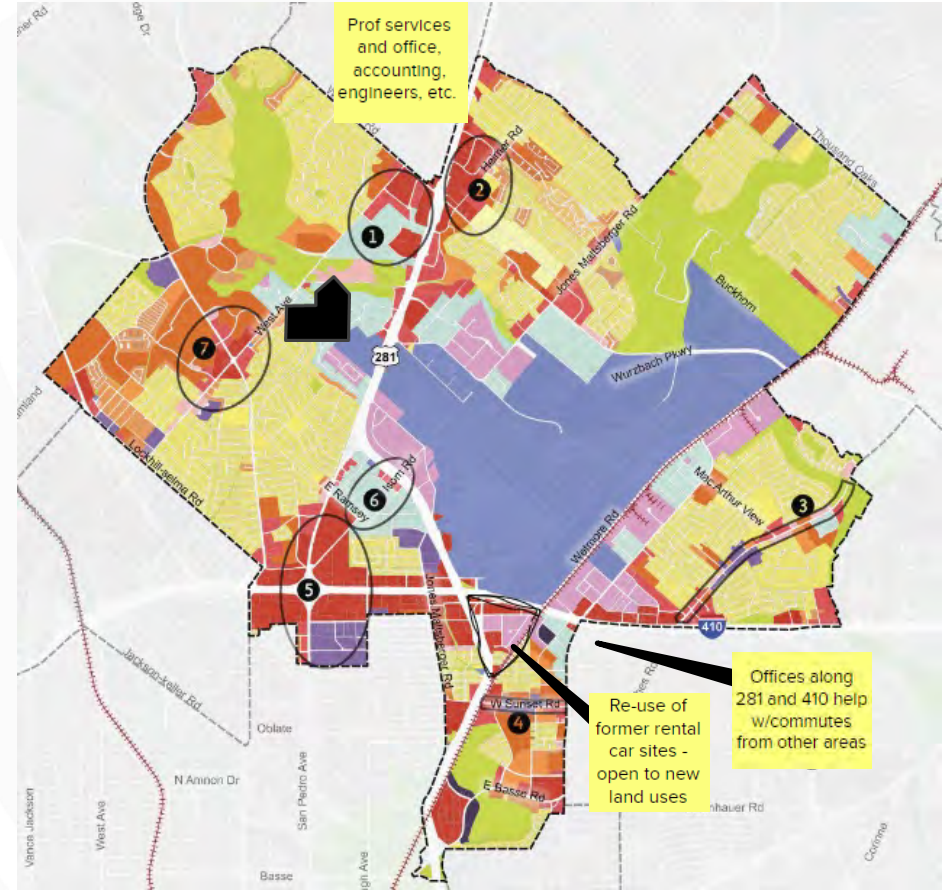 Prof services
and office,
accounting,
engineers, etc.
Heimer Rd
Thousand Oaks
2
1
Jones Maltsberger Rd
West Ave
Buckhorn
7
281
Wurzbach Pkwy
Lockhill-selma Rd
Isom Rd
E Ramsey
6
Mac Arthur View
3
Wetmore Rd
5
Jones Maltsberger Rd
410
Jackson-keller Rd
W Sunset Rd
4
Oblate
Re-use of
former rental
car sites -
open to new
land uses
Offices along
281 and 410 help
w/commutes
from other areas
N Amnon Dr
San Pedro Ave
E Basse Rd
Vance Jackson
West Ave
Basse
Corinne